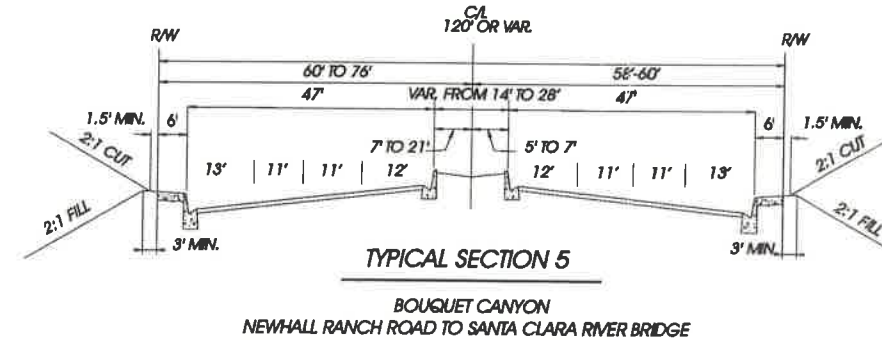 C/L
120' OR VAR.
R/W
R/W
60' TO 76'
58'-60'
47'
VAR. FROM 14' TO 28'
47'
1.5' MIN.
6'
6'
1.5' MIN.
2:1 CUT
7' TO 21'
5' TO 7'
2:1 CUT
13'
11'
11'
12'
12'
11'
11'
13'
2:1 FILL
2:1 FILL
3' MIN.
3' MIN.
TYPICAL SECTION 5
BOUQUET CANYON
NEWHALL RANCH ROAD TO SANTA CLARA RIVER BRIDGE